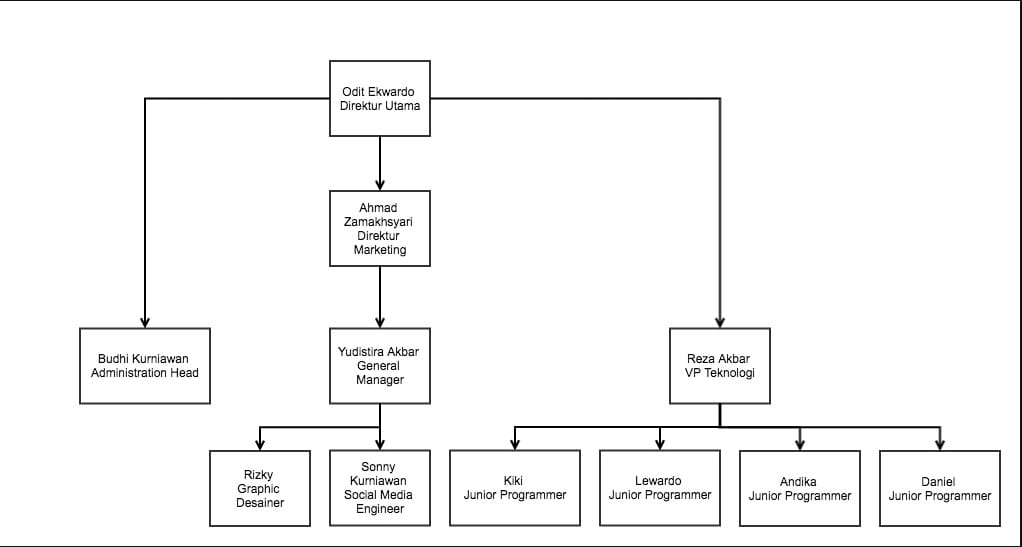 Odit Ekwardo
Direktur Utama
Ahmad
Zamakhsyari
Direktur
Marketing
Budhi Kurniawan
Administration Head
Yudistira Akbar
General
Manager
Reza Akbar
VP Teknologi
Rizky
Graphic
Desainer
Sonny
Kurniawan
Social Media
Engineer
Kiki
Junior Programmer
Lewardo
Junior Programmer
Andika
Junior Programmer
Daniel
Junior Programmer